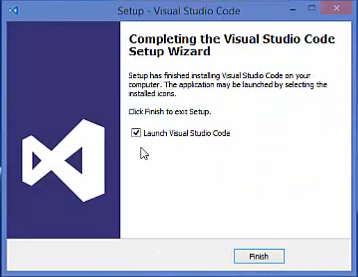 Setup - Visual Studio Code
Completing the Visual Studio Code
Setup Wizard
Setup has finished installing Visual Studio Code on your
computer. The application may be launched by selecting the
installed icons.
Click Finish to exit Setup.
Launch Visual Studio Code
Finish